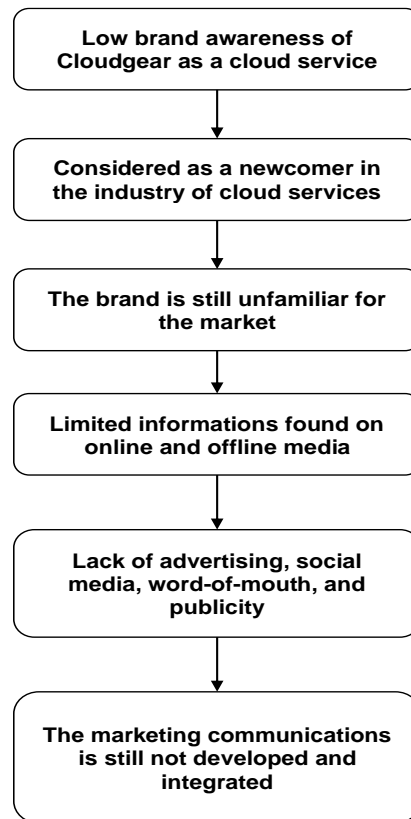 Low brand awareness of
Cloudgear as a cloud service
Considered as a newcomer in
the industry of cloud services
The brand is still unfamiliar for
the market
Limited informations found on
online and offline media
Lack of advertising, social
media, word-of-mouth, and
publicity
The marketing communications
is still not developed and
integrated